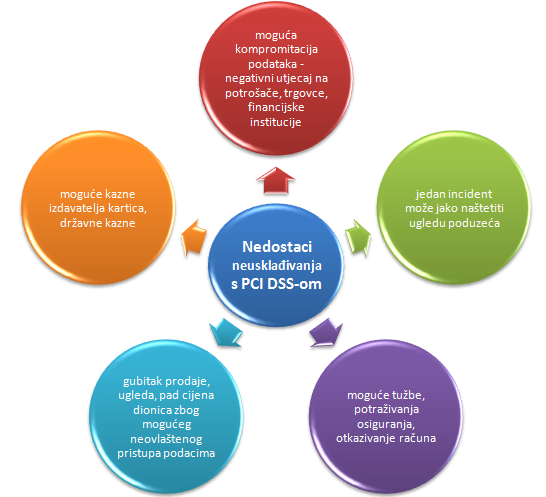 moguća
kompromitacija
podataka -
negativni utjecaj na
potrošače, trgovce,
financijske
institucije
moguće kazne
izdavatelja kartica,
državne kazne
jedan incident
može jako naštetiti
ugledu poduzeća
Nedostaci
neusklađivanja
s PCI DSS-om
gubitak prodaje,
ugleda, pad cijena
dionica zbog
mogućeg
neovlaštenog
pristupa podacima
moguće tužbe,
potraživanja
osiguranja,
otkazivanje računa